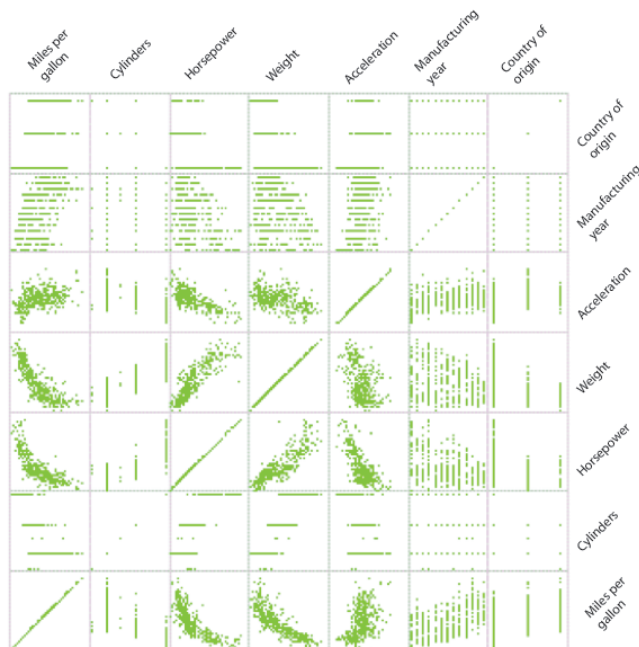 Miles per
gallon
Cylinders
Horsepower
Weight
Acceleration
Manufacturing
year
Country of
origin
Country of
origin
Manufacturing
year
Acceleration
Weight
Horsepower
Cylinders
Miles per
gallon